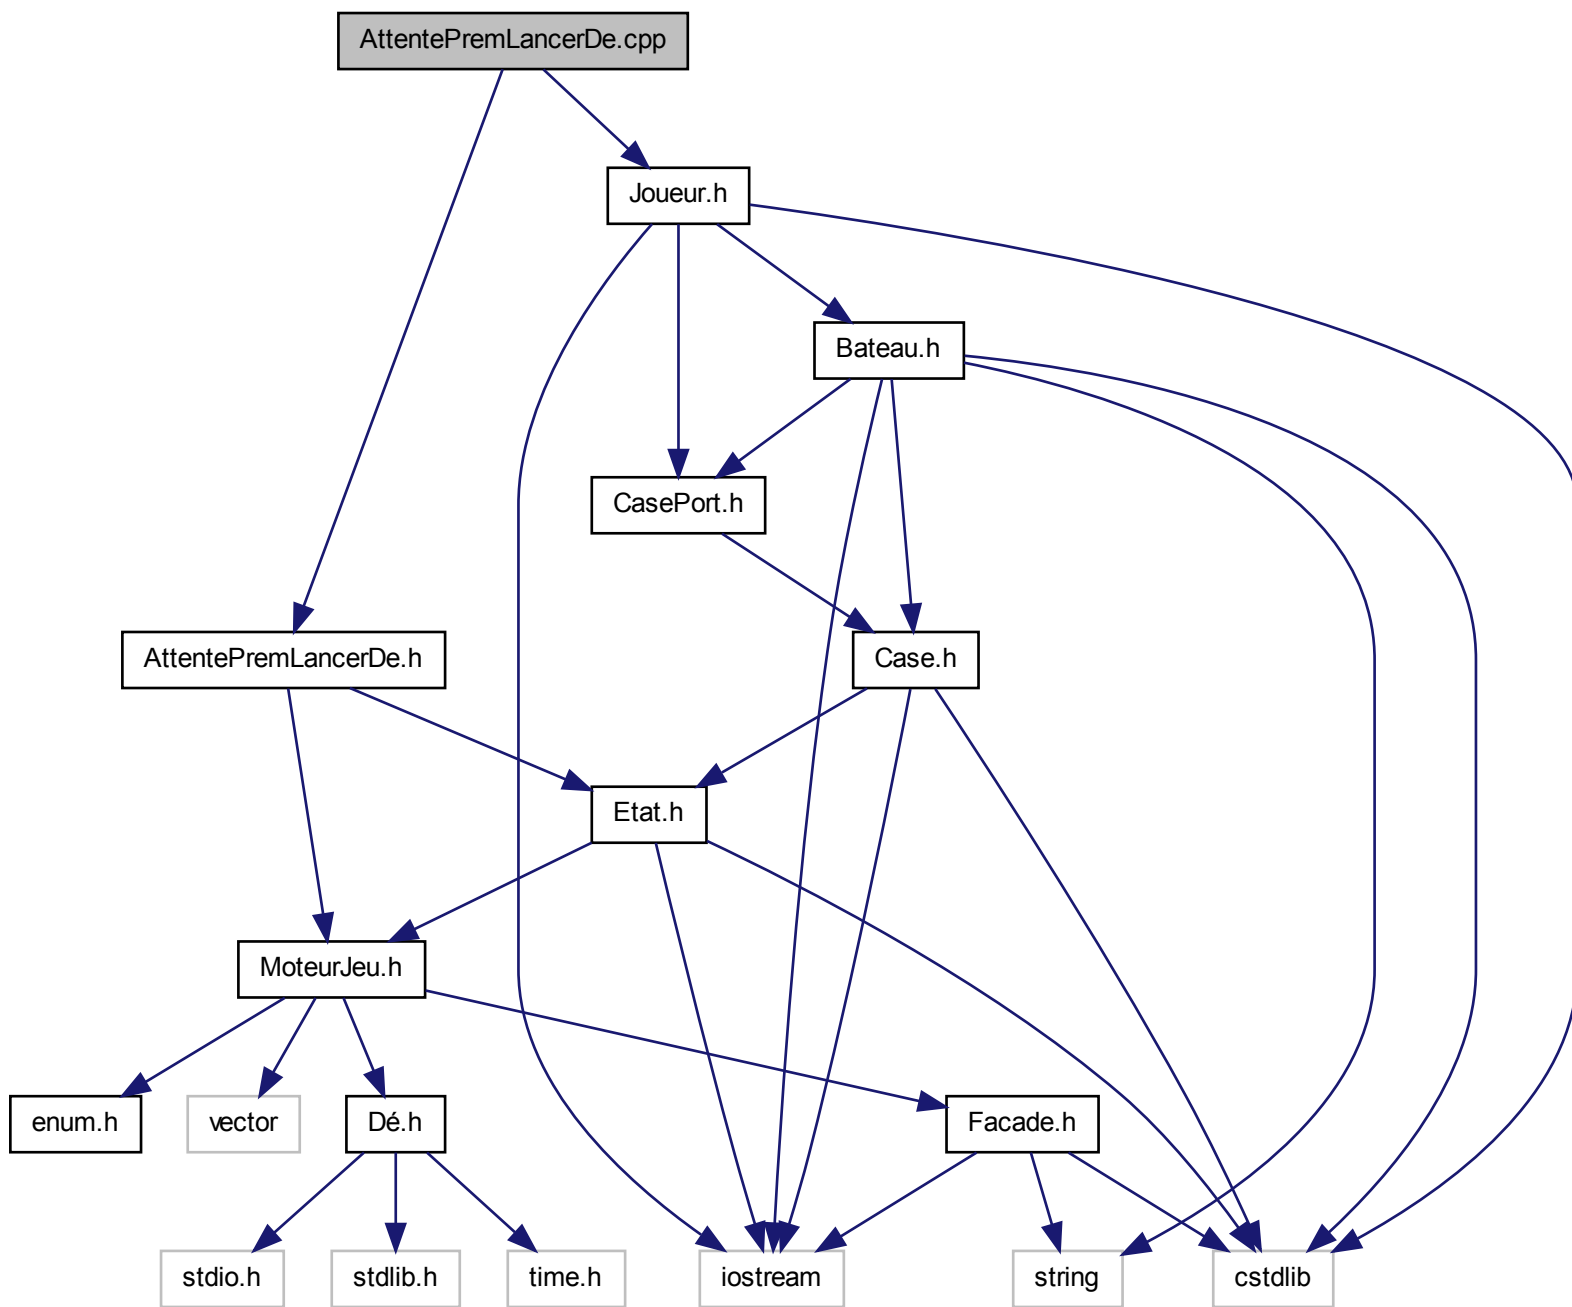 AttentePremLancerDe.cpp
Joueur.h
Bateau.h
CasePort.h
AttentePremLancerDe.h
Case.h
Etat.h
MoteurJeu.h
enum.h
vector
Dé.h
Facade.h
stdio.h
stdlib.h
time.h
iostream
string
cstdlib